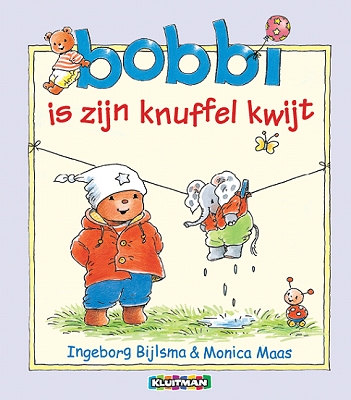 bobbi
is zijn knuffel kwijt
Ingeborg Bijlsma & Monica Maas
KLUITMAN